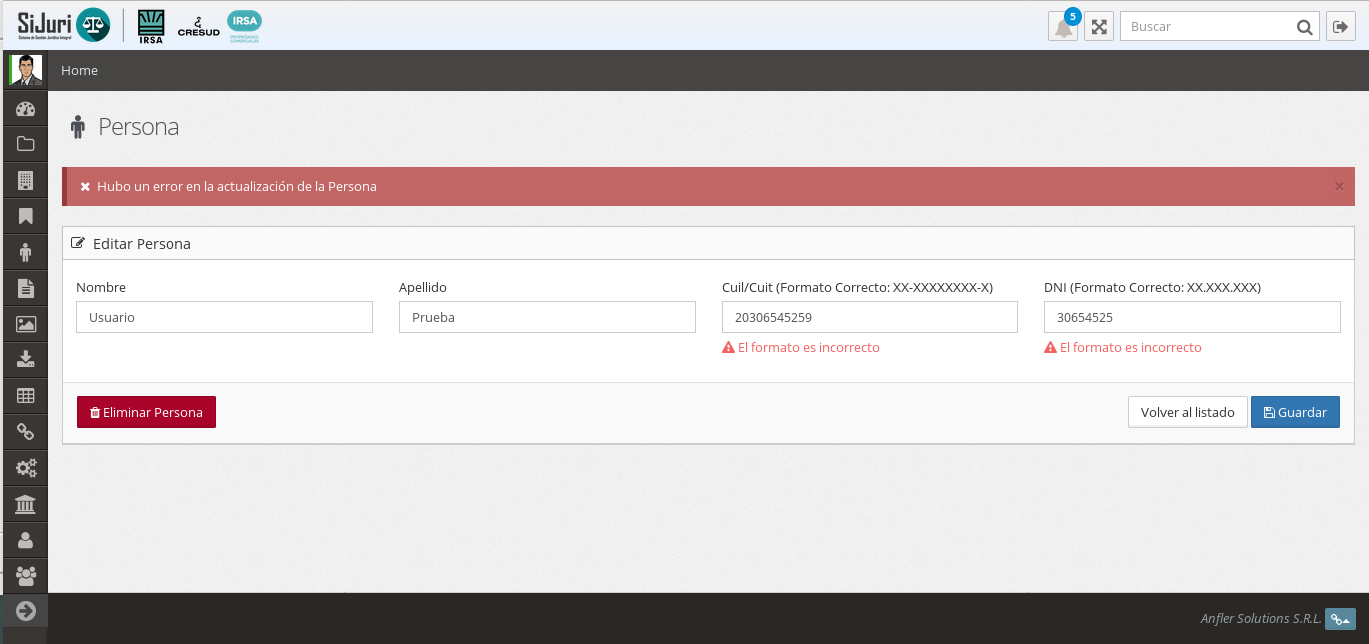 SiJuri
Sistema de Gestión Jurídica Integral
IRSA
CRESUD
IRSA
PROPIEDADES
COMERCIALES
5
Buscar
Home
Persona
Hubo un error en la actualización de la Persona
×
Editar Persona
Nombre
Apellido
Cuil/Cuit (Formato Correcto: XX-XXXXXXXX-X)
DNI (Formato Correcto: XX.XXX.XXX)
Usuario
Prueba
20306545259
30654525
El formato es incorrecto
El formato es incorrecto
Eliminar Persona
Volver al listado
Guardar
Anfler Solutions S.R.L.